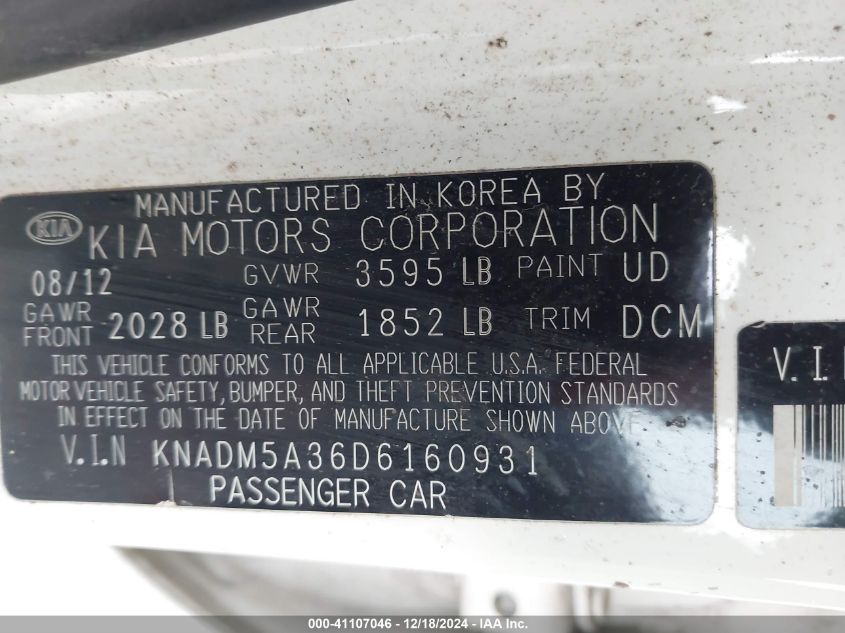 MANUFACTURED IN KOREA BY
KIA KIA MOTORS CORPORATION
08/12 GVWR 3595 LB PAINT UD
GAWR FRONT 2028 LB GAWR REAR 1852 LB TRIM DCM
THIS VEHICLE CONFORMS TO ALL APPLICABLE U.S.A. FEDERAL
MOTOR VEHICLE SAFETY, BUMPER, AND THEFT PREVENTION STANDARDS
IN EFFECT ON THE DATE OF MANUFACTURE SHOWN ABOVE
V.I.N KNADM5A36D6160931
PASSENGER CAR
V.I.
000-41107046 | 12/18/2024 - IAA Inc.